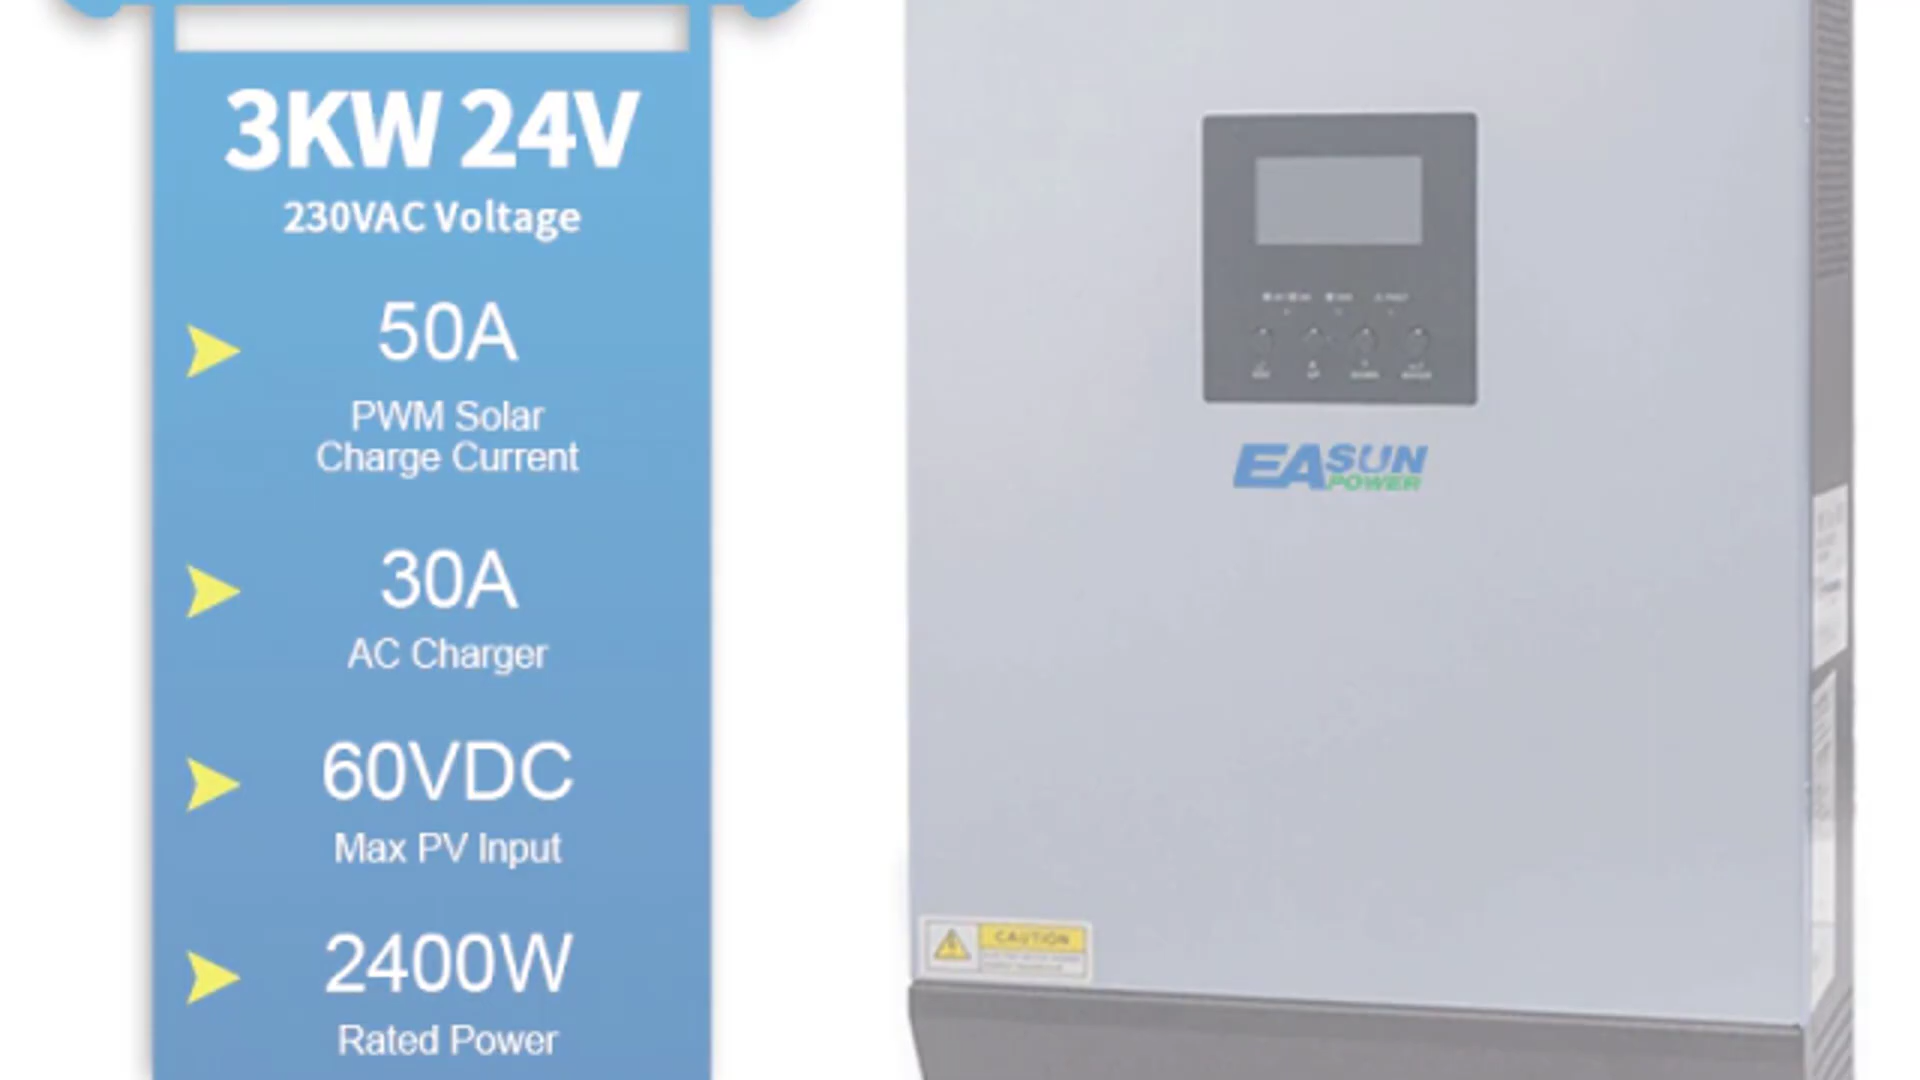 3KW 24V
230VAC Voltage
50A
PWM Solar
Charge Current
30A
AC Charger
60VDC
Max PV Input
2400W
Rated Power
EASUN
POWER
CAUTION